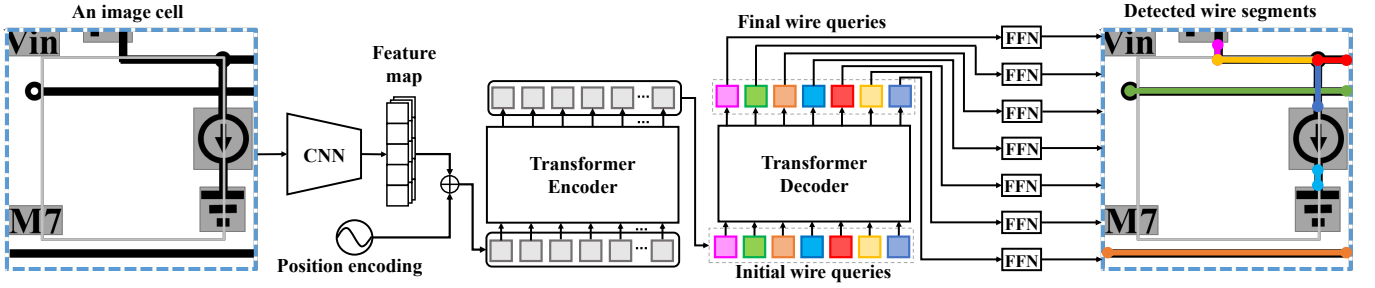 An image cell
Vin
M7
CNN
Feature
map
Position encoding
...
Transformer
Encoder
...
...
...
Final wire queries
Transformer
Decoder
Initial wire queries
FFN
FFN
FFN
FFN
FFN
FFN
FFN
Detected wire segments
Vin
M7